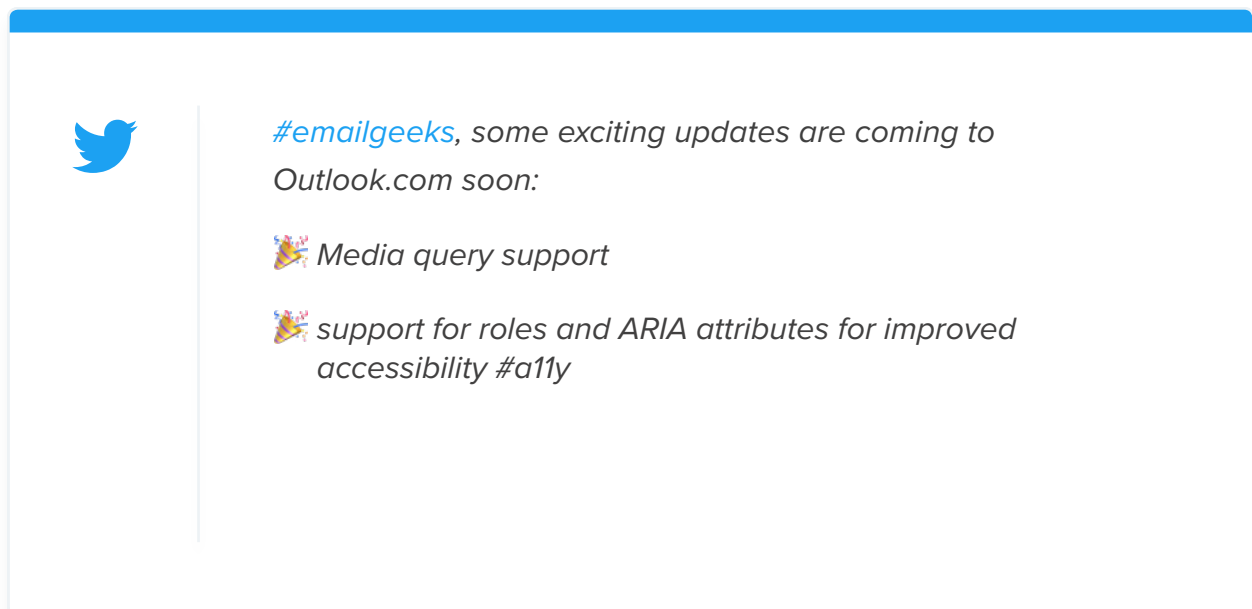 #emailgeeks, some exciting updates are coming to
Outlook.com soon:
🎉 Media query support
🎉 support for roles and ARIA attributes for improved
accessibility #a11y